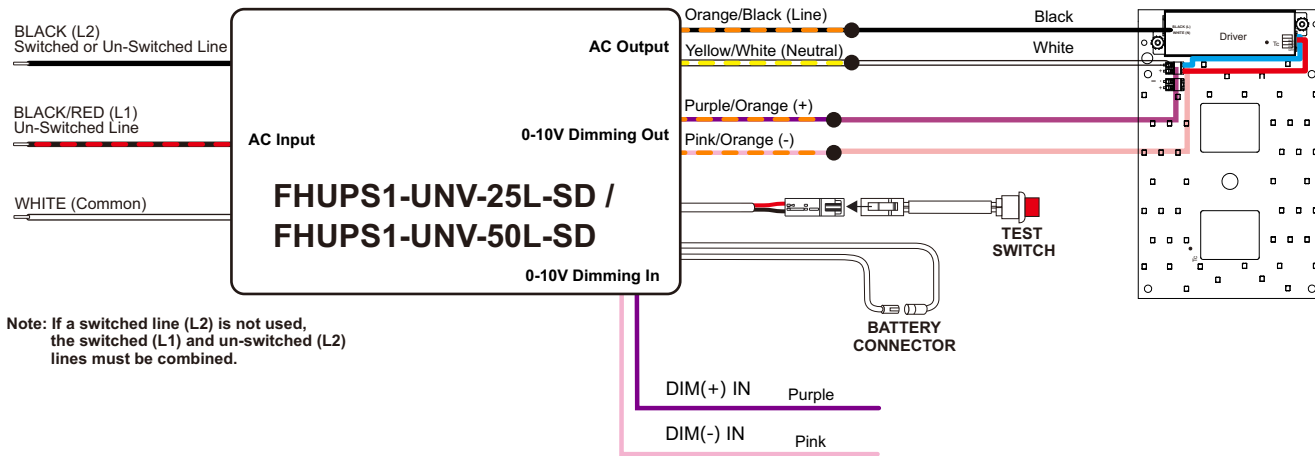 BLACK (L2)
Switched or Un-Switched Line
BLACK/RED (L1)
Un-Switched Line
WHITE (Common)
AC Input
AC Output
0-10V Dimming Out
FHUPS1-UNV-25L-SD /
FHUPS1-UNV-50L-SD
0-10V Dimming In
Orange/Black (Line)
Yellow/White (Neutral)
Purple/Orange (+)
Pink/Orange (-)
Black
White
BLACK (L)
WHITE (N)
Driver
Tc
TEST
SWITCH
BATTERY
CONNECTOR
Tc
Note: If a switched line (L2) is not used,
the switched (L1) and un-switched (L2)
lines must be combined.
DIM(+) IN
Purple
DIM(-) IN
Pink